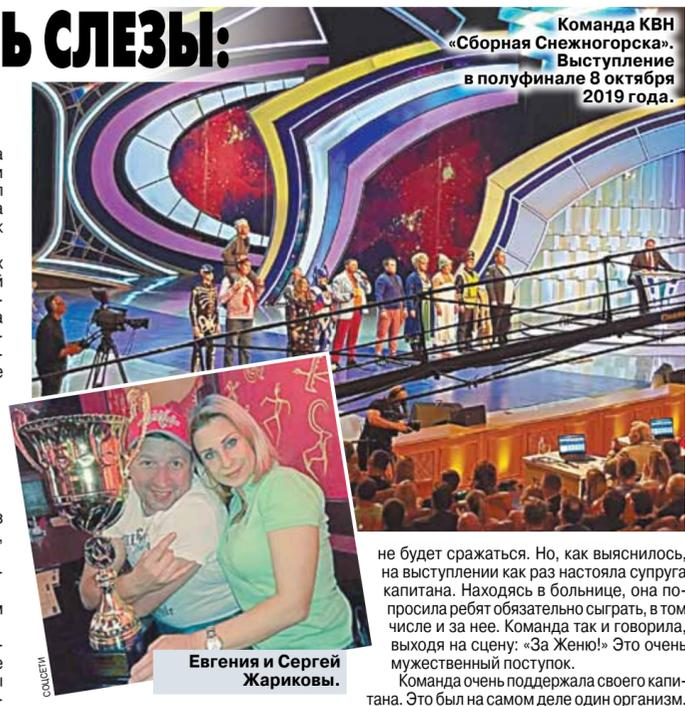 Ь СЛЕЗЫ:
Команда КВН
«Сборная Снежногорска».
Выступление
в полуфинале 8 октября
2019 года.
Евгения и Сергей
Жариковы.
СОЦСЕТИ
не будет сражаться. Но, как выяснилось,
на выступлении как раз настояла супруга
капитана. Находясь в больнице, она по-
просила ребят обязательно сыграть, в том
числе и за нее. Команда так и говорила,
выходя на сцену: «За Женю!» Это очень
мужественный поступок.
Команда очень поддержала своего капи-
тана. Это был на самом деле один организм.